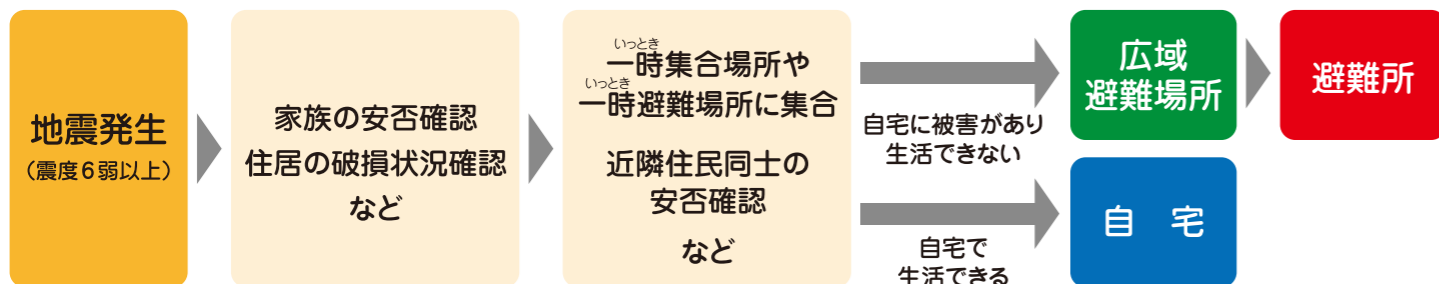 地震発生
（震度6弱以上）
家族の安否確認
住居の破損状況確認
など
いっとき
一時集合場所や
いっとき
一時避難場所に集合
近隣住民同士の
安否確認
など
自宅に被害があり
生活できない
広域
避難場所
避難所
自宅で
生活できる
自　宅